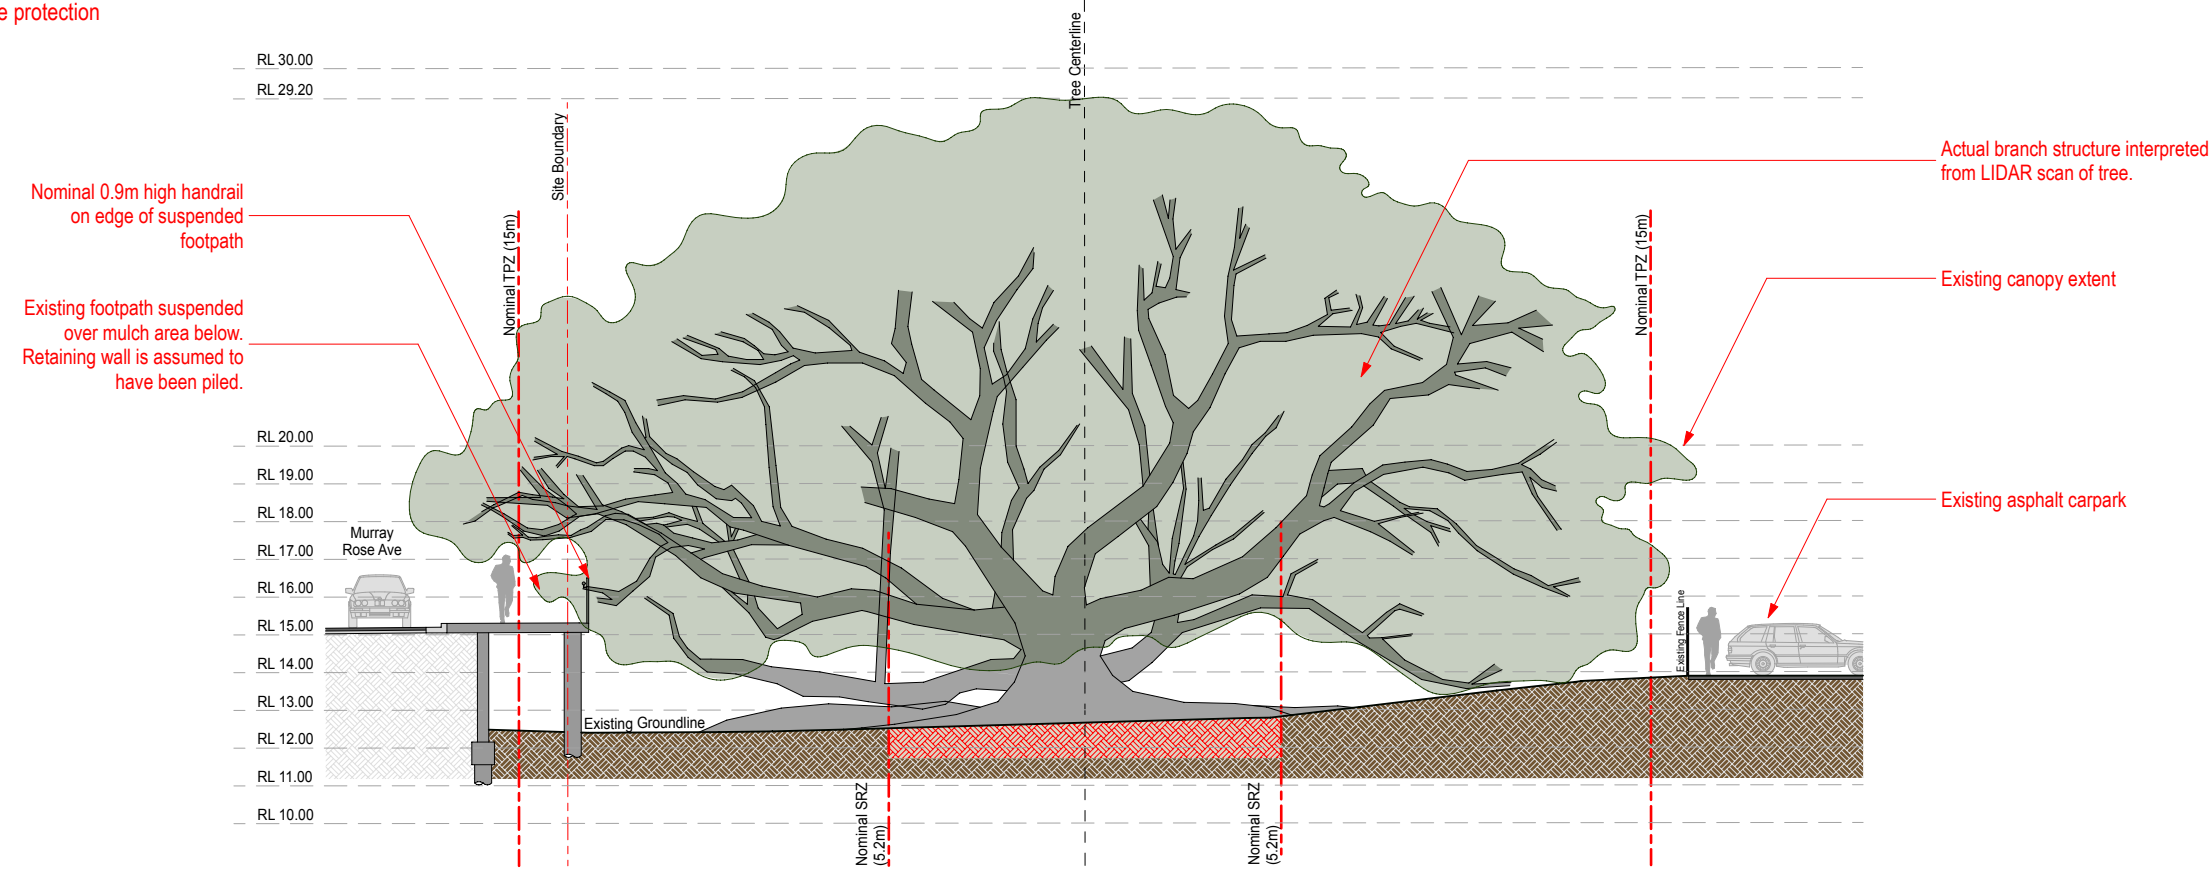 e protection
Tree Centerline
RL 30.00
RL 29.20
Site Boundary
Nominal 0.9m high handrail
on edge of suspended
footpath
Nominal TPZ (15m)
Existing footpath suspended
over mulch area below.
Retaining wall is assumed to
have been piled.
Actual branch structure interpreted
from LIDAR scan of tree.
Nominal TPZ (15m)
Existing canopy extent
RL 20.00
RL 19.00
RL 18.00
Existing asphalt carpark
Murray
Rose Ave
RL 17.00
RL 16.00
RL 15.00
Existing Fence Line
RL 14.00
RL 13.00
Existing Groundline
RL 12.00
RL 11.00
RL 10.00
Nominal SRZ
(5.2m)
Nominal SRZ
(5.2m)